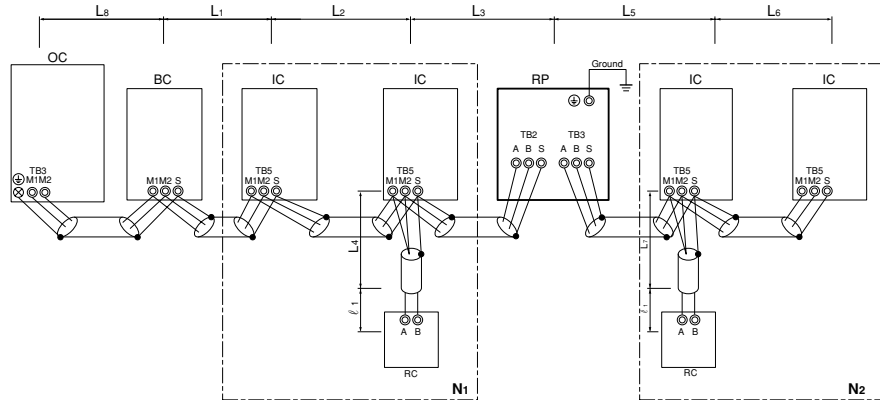 L8 L1 L2 L3 L5 L6
OC
BC
IC
IC
RP
Ground
IC
IC
TB2 TB3
A B S A B S
TB3
M1M2
M1M2 S
TB5
M1M2 S
TB5
M1M2 S
TB5
M1M2 S
TB5
M1M2 S
L4
L7
ℓ1
ℓ1
A B
A B
RC
RC
N1
N2